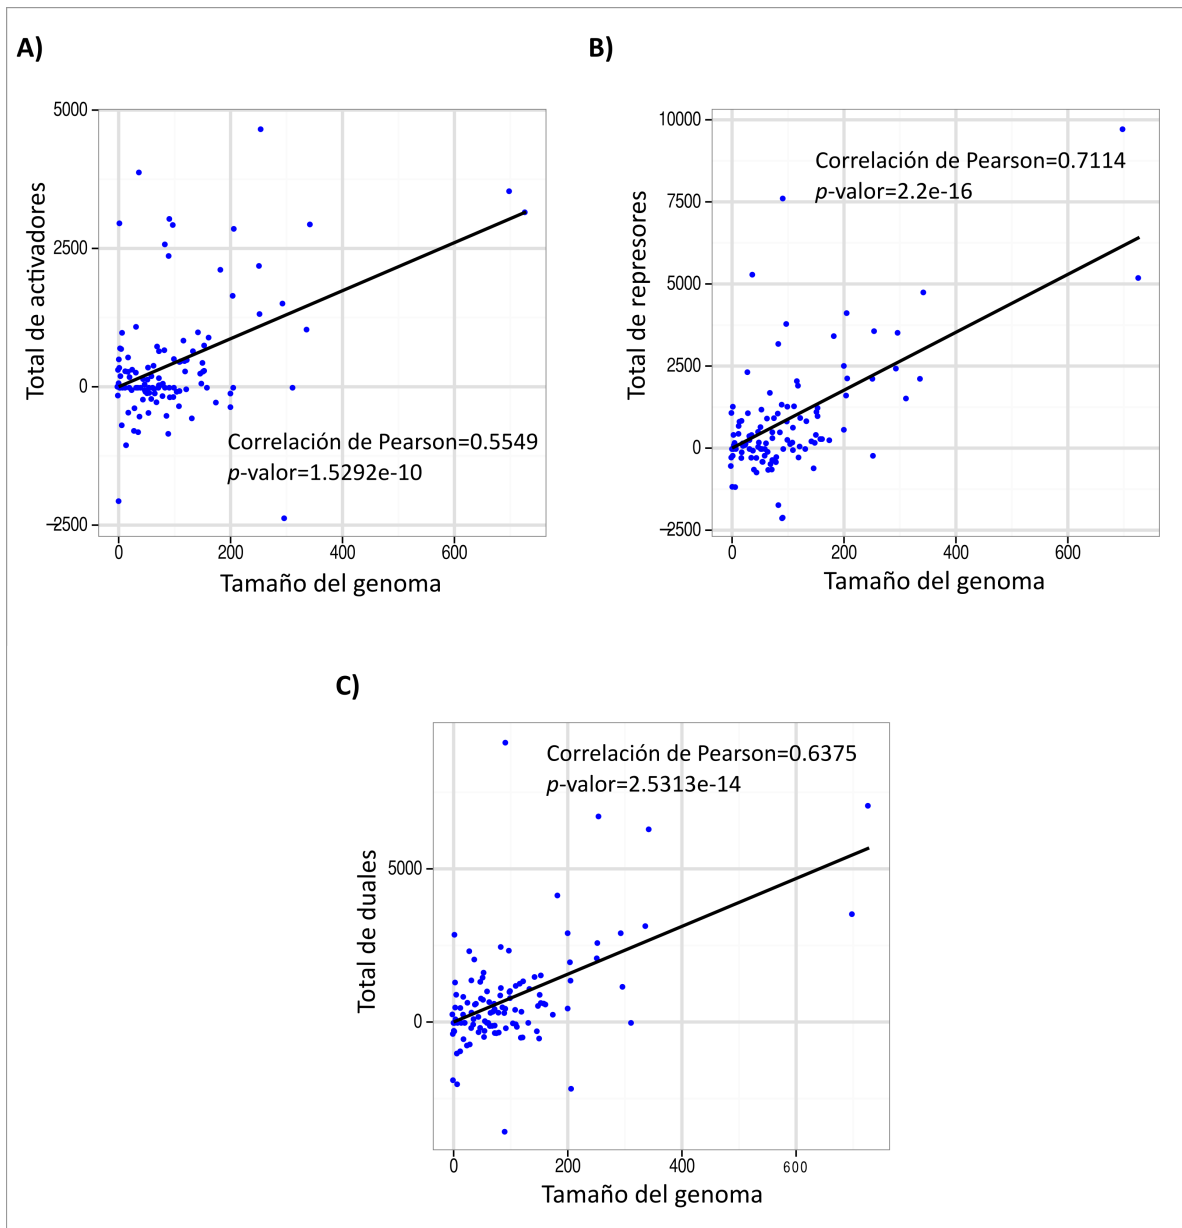 A)
Total de activadores
5000
2500
0
−2500
Correlación de Pearson=0.5549
p-valor=1.5292e-10
0 200 400 600
Tamaño del genoma
B)
Total de represores
10000
7500
5000
2500
0
−2500
Correlación de Pearson=0.7114
p-valor=2.2e-16
0 200 400 600
Tamaño del genoma
C)
Total de duales
5000
0
Correlación de Pearson=0.6375
p-valor=2.5313e-14
0 200 400 600
Tamaño del genoma